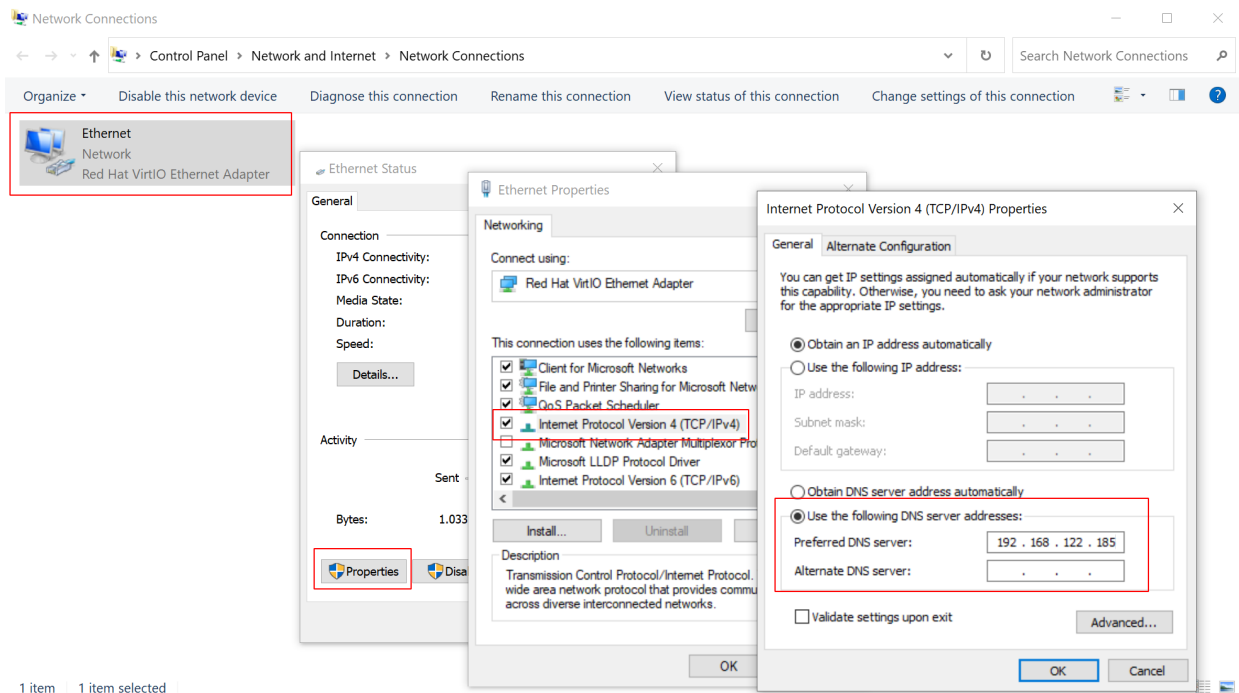 Network Connections
Control Panel > Network and Internet > Network Connections
Search Network Connections
Organize
Disable this network device
Diagnose this connection
Rename this connection
View status of this connection
Change settings of this connection
Ethernet
Network
Red Hat VirtIO Ethernet Adapter
Ethernet Status
General
Connection
IPv4 Connectivity:
IPv6 Connectivity:
Media State:
Duration:
Speed:
Details...
Activity
Sent
Bytes: 1.033
Properties
Disa
Ethernet Properties
Networking
Connect using:
Red Hat VirtIO Ethernet Adapter
This connection uses the following items:
Client for Microsoft Networks
File and Printer Sharing for Microsoft Netw
QoS Packet Scheduler
Internet Protocol Version 4 (TCP/IPv4)
Microsoft Network Adapter Multiplexor Pro
Microsoft LLDP Protocol Driver
Internet Protocol Version 6 (TCP/IPv6)
Install...
Uninstall
Description
Transmission Control Protocol/Internet Protocol.
wide area network protocol that provides commu
across diverse interconnected networks.
OK
Internet Protocol Version 4 (TCP/IPv4) Properties
General
Alternate Configuration
You can get IP settings assigned automatically if your network supports
this capability. Otherwise, you need to ask your network administrator
for the appropriate IP settings.
Obtain an IP address automatically
Use the following IP address:
IP address:
Subnet mask:
Default gateway:
Obtain DNS server address automatically
Use the following DNS server addresses:
Preferred DNS server: 192 . 168 . 122 . 185
Alternate DNS server:
Validate settings upon exit
Advanced...
OK
Cancel
1 item
1 item selected